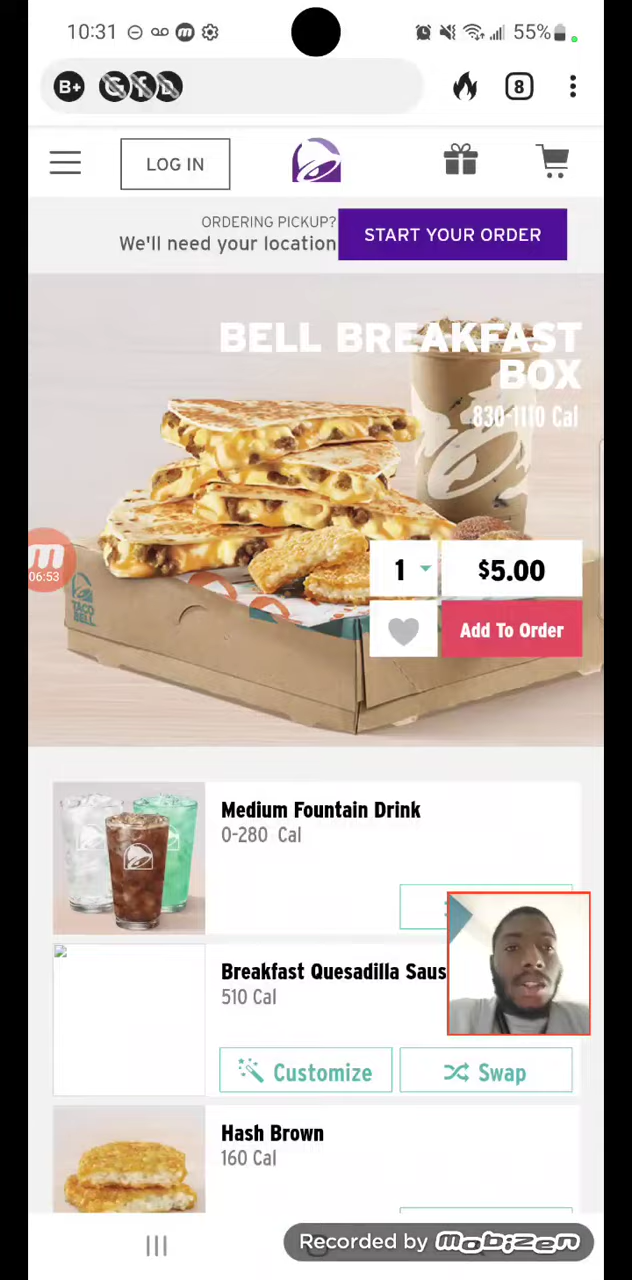 10:31
55%
B+
8
LOG IN
ORDERING PICKUP?
We'll need your location
START YOUR ORDER
BELL BREAKFAST
BOX
830-1110 Cal
06:53
TACO
BELL
1
$5.00
Add To Order
Medium Fountain Drink
0-280 Cal
Breakfast Quesadilla Saus
510 Cal
Customize
Swap
Hash Brown
160 Cal
Recorded by mobizen